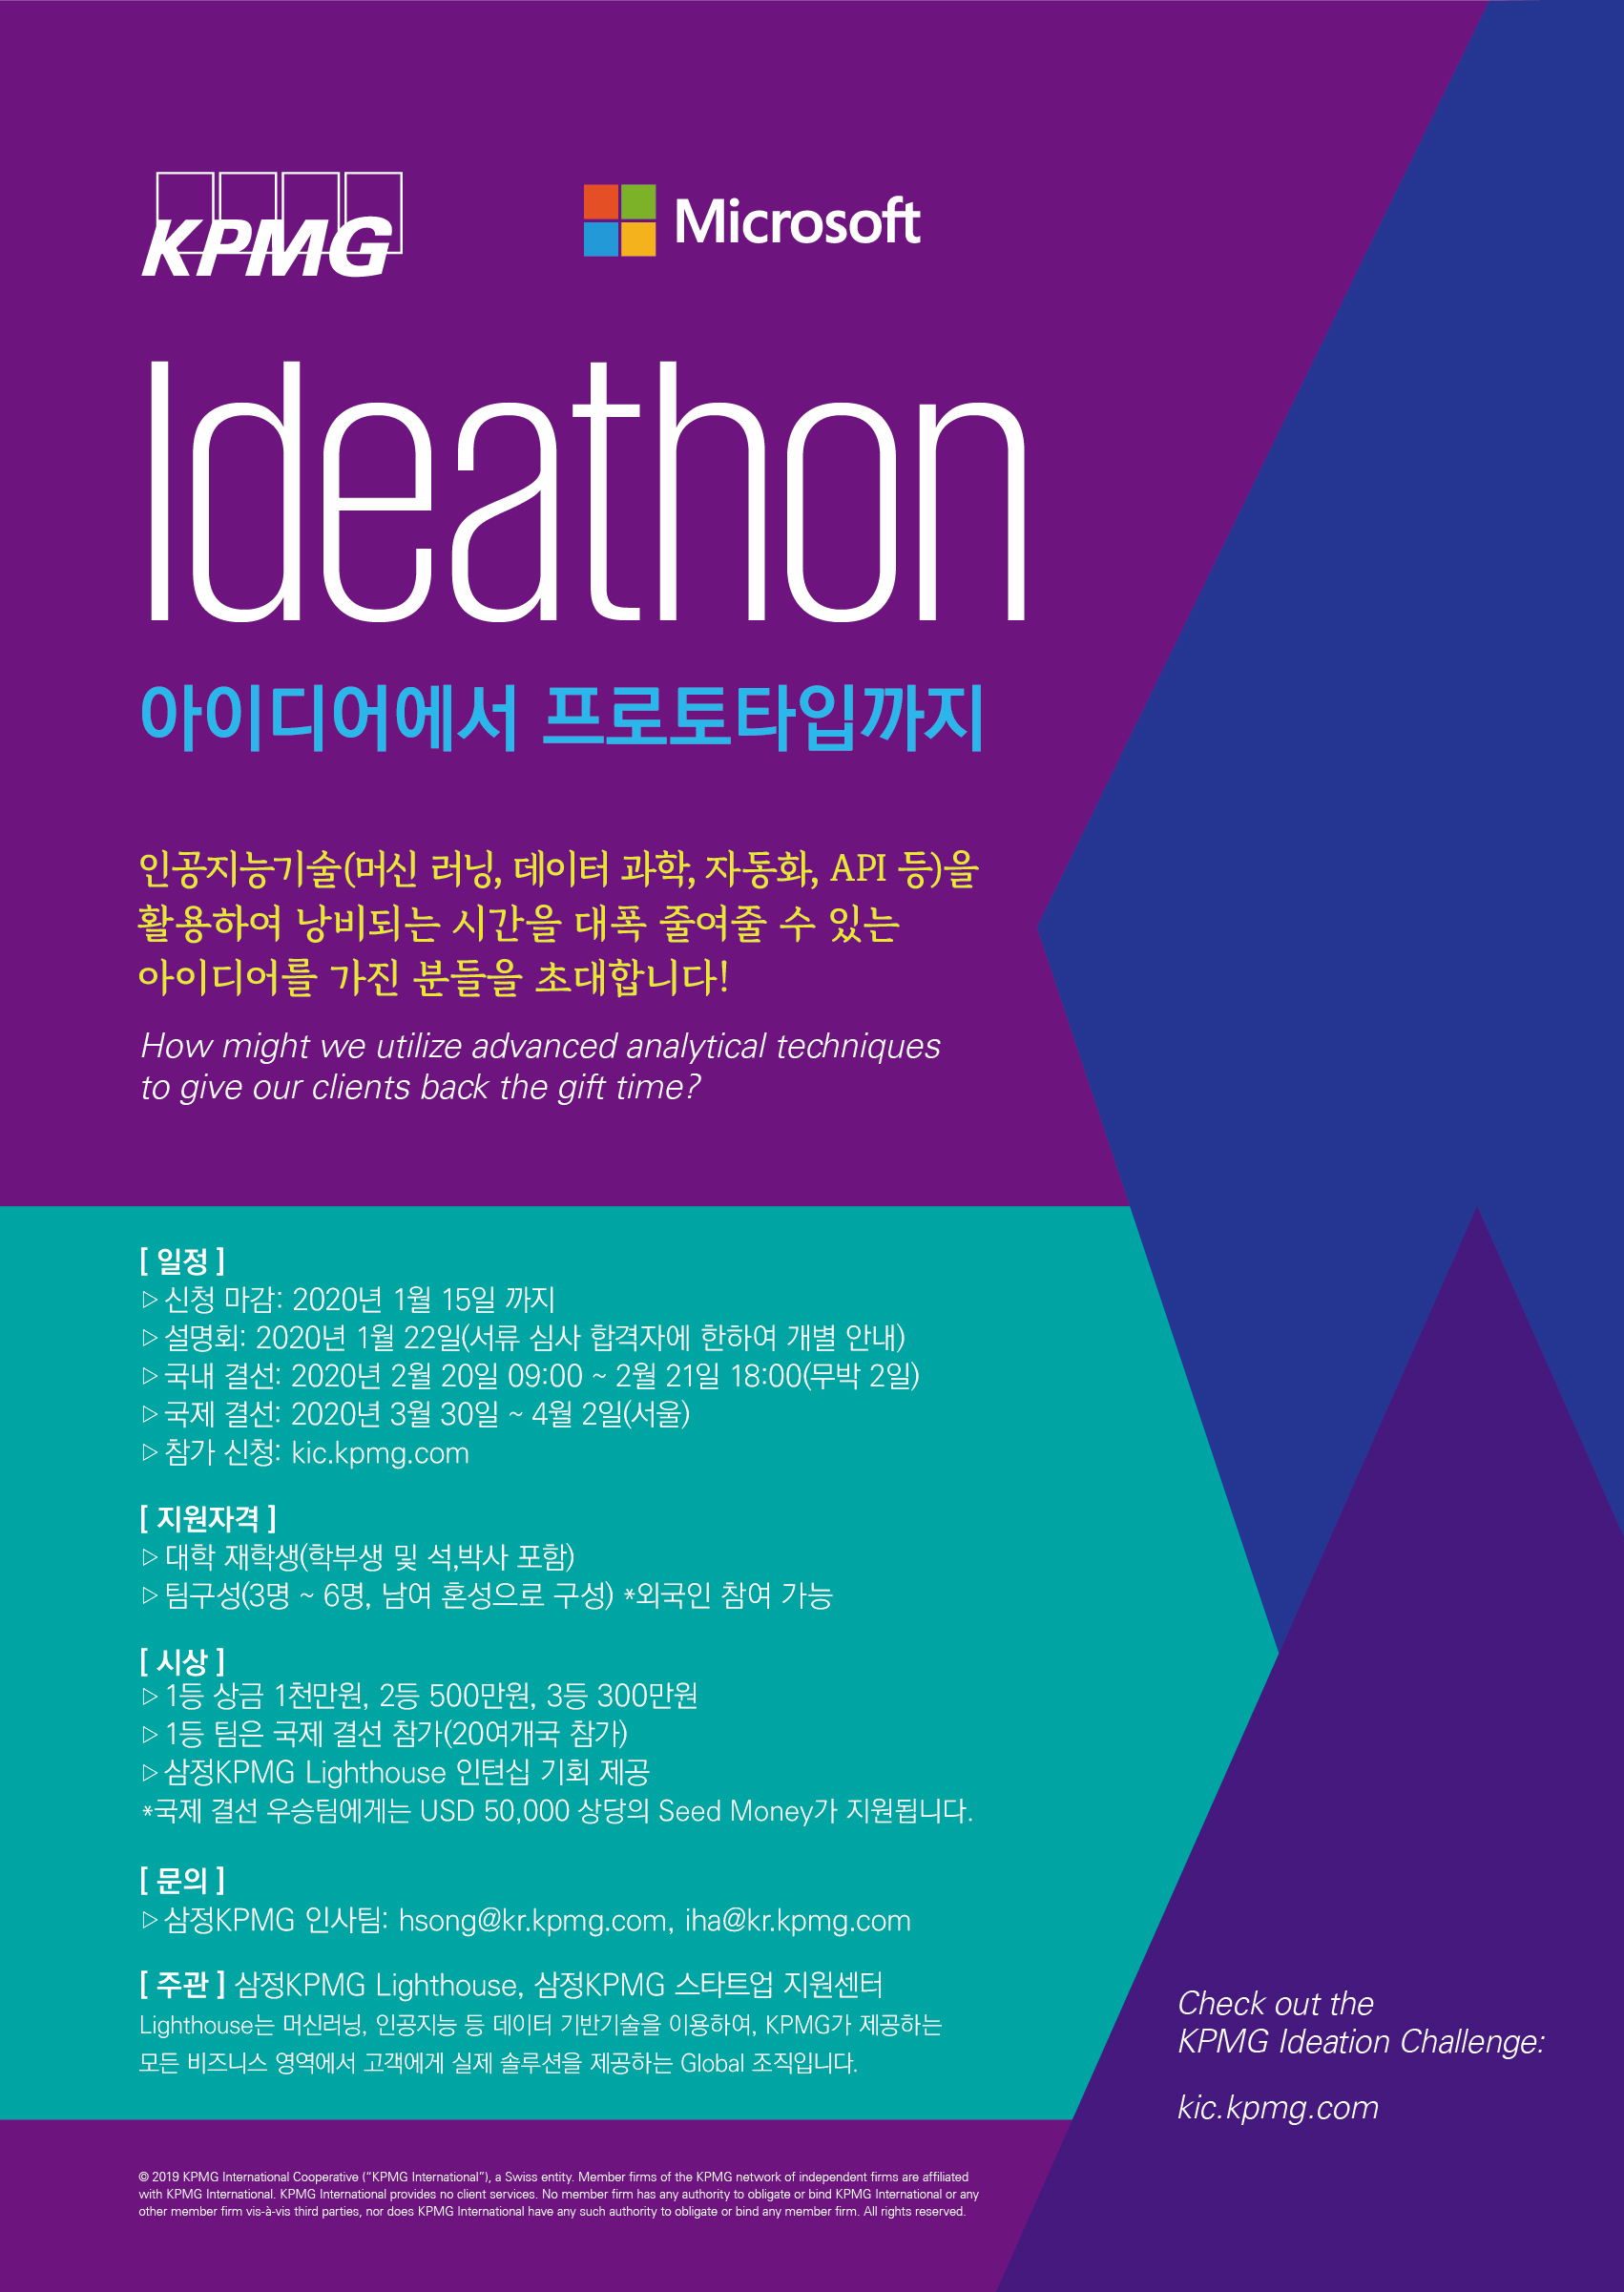 KPMG
Microsoft
Ideathon
아이디어에서 프로토타입까지
인공지능기술(머신 러닝, 데이터 과학, 자동화, API 등)을
활용하여 낭비되는 시간을 대폭 줄여줄 수 있는
아이디어를 가진 분들을 초대합니다!
How might we utilize advanced analytical techniques
to give our clients back the gift time?
[ 일정 ]
▷신청 마감: 2020년 1월 15일 까지
▷설명회: 2020년 1월 22일(서류 심사 합격자에 한하여 개별 안내)
▷국내 결선: 2020년 2월 20일 09:00 ~ 2월 21일 18:00(무박 2일)
▷국제 결선: 2020년 3월 30일 ~ 4월 2일(서울)
▷참가 신청: kic.kpmg.com
[ 지원자격 ]
▷대학 재학생(학부생 및 석,박사 포함)
▷팀구성(3명 ~ 6명, 남여 혼성으로 구성) *외국인 참여 가능
[ 시상 ]
▷1등 상금 1천만원, 2등 500만원, 3등 300만원
▷1등 팀은 국제 결선 참가(20여개국 참가)
▷삼정KPMG Lighthouse 인턴십 기회 제공
*국제 결선 우승팀에게는 USD 50,000 상당의 Seed Money가 지원됩니다.
[ 문의 ]
▷삼정KPMG 인사팀: hsong@kr.kpmg.com, iha@kr.kpmg.com
[ 주관 ] 삼정KPMG Lighthouse, 삼정KPMG 스타트업 지원센터
Lighthouse는 머신러닝, 인공지능 등 데이터 기반기술을 이용하여, KPMG가 제공하는
모든 비즈니스 영역에서 고객에게 실제 솔루션을 제공하는 Global 조직입니다.
Check out the
KPMG Ideation Challenge:
kic.kpmg.com
© 2019 KPMG International Cooperative (“KPMG International”), a Swiss entity. Member firms of the KPMG network of independent firms are affiliated
with KPMG International. KPMG International provides no client services. No member firm has any authority to obligate or bind KPMG International or any
other member firm vis-à-vis third parties, nor does KPMG International have any such authority to obligate or bind any member firm. All rights reserved.